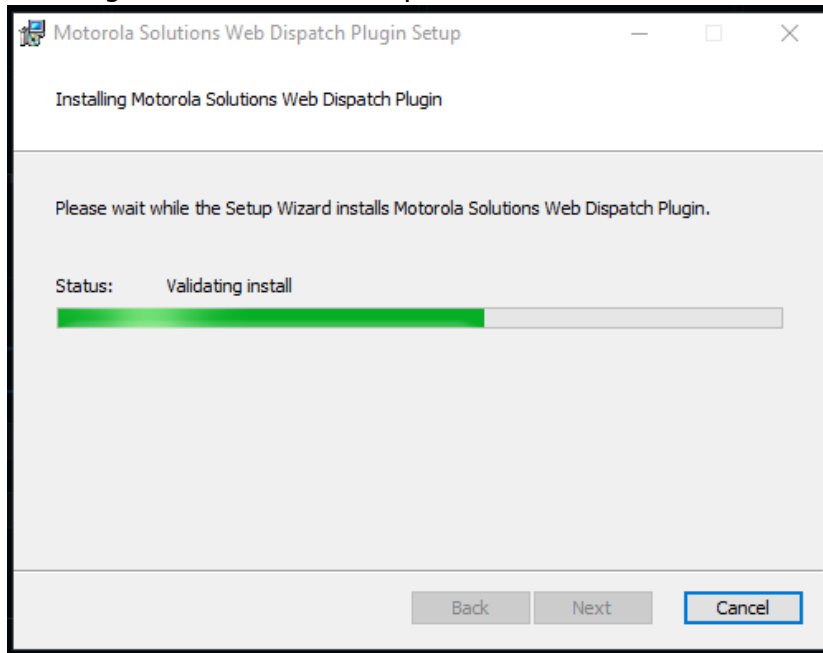 Motorola Solutions Web Dispatch Plugin Setup
Installing Motorola Solutions Web Dispatch Plugin
Please wait while the Setup Wizard installs Motorola Solutions Web Dispatch Plugin.
Status: Validating install
Back Next Cancel